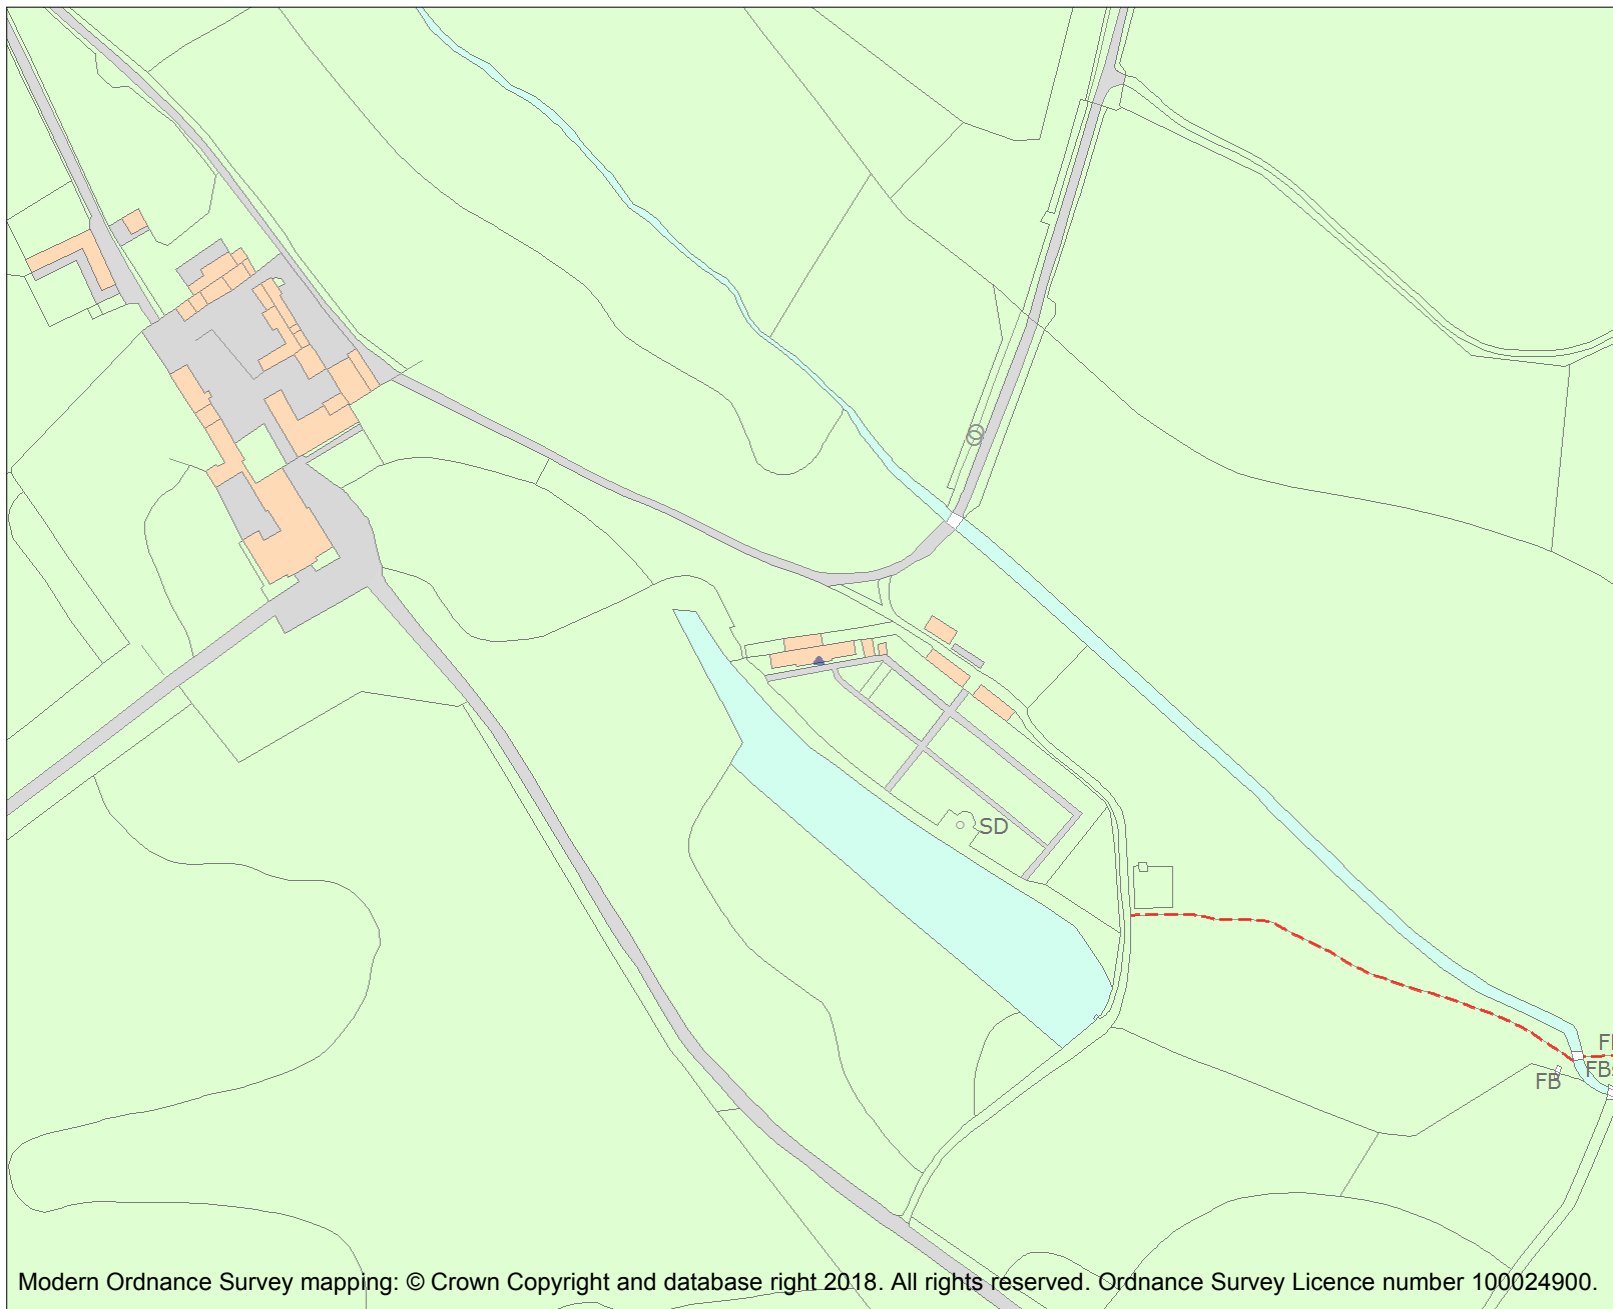 SD
FB
FBs
Modern Ordnance Survey mapping: © Crown Copyright and database right 2018. All rights reserved. Ordnance Survey Licence number 100024900.